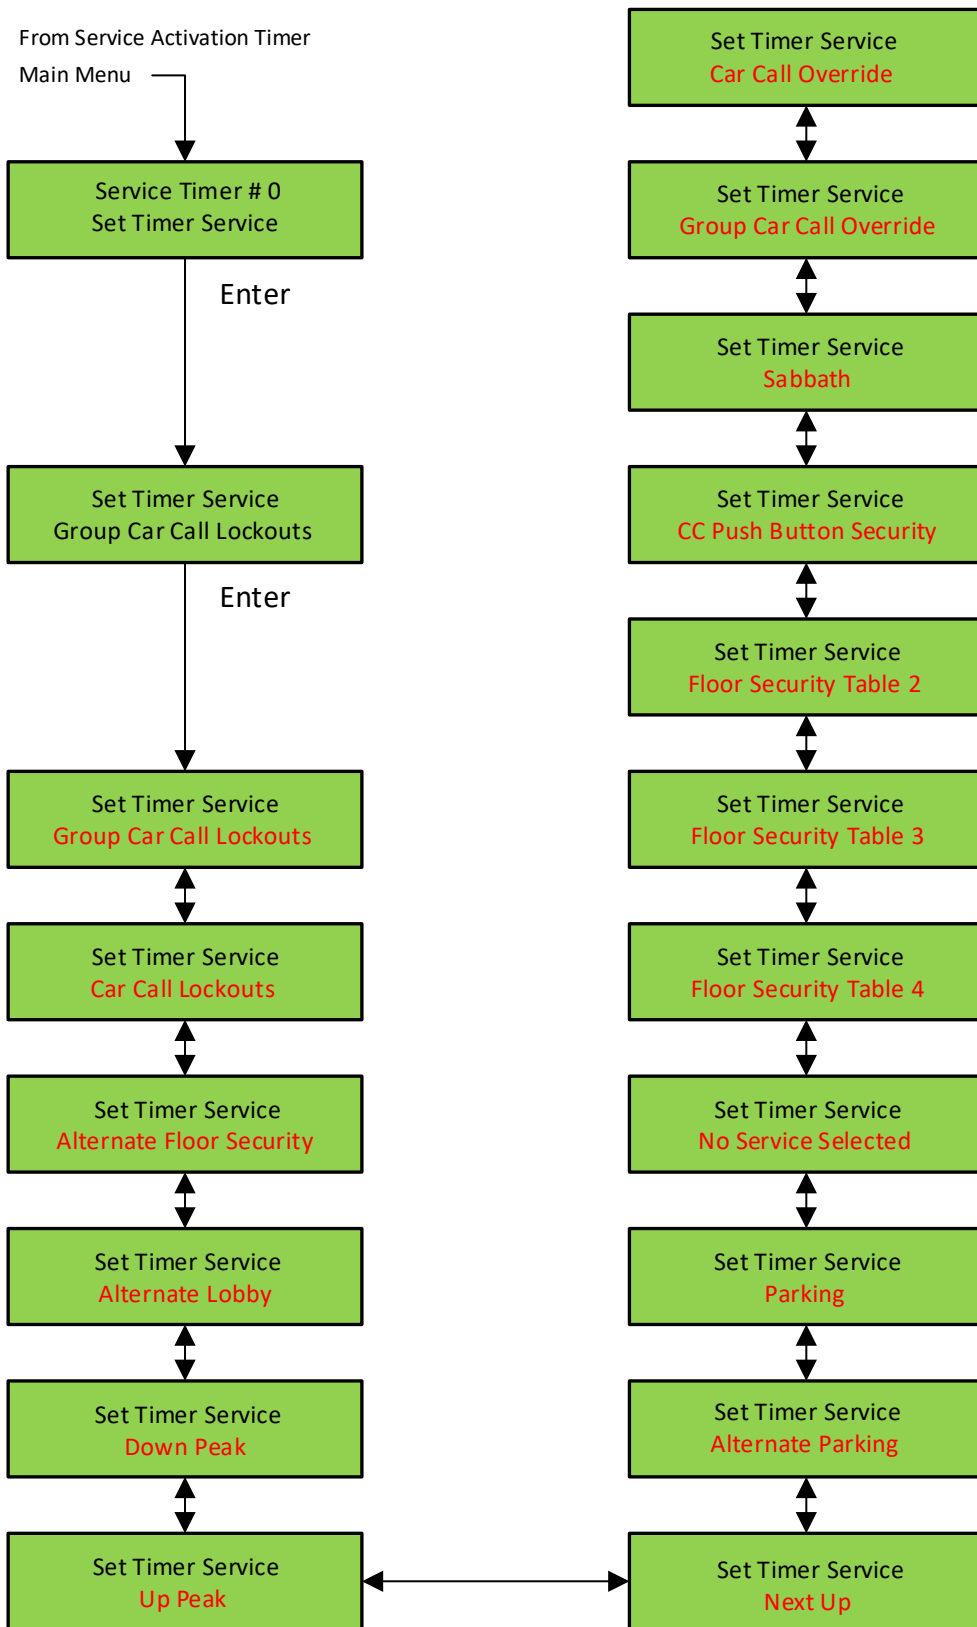 From Service Activation Timer
Main Menu
Service Timer # 0
Set Timer Service
Enter
Set Timer Service
Group Car Call Lockouts
Enter
Set Timer Service
Group Car Call Lockouts
Set Timer Service
Car Call Lockouts
Set Timer Service
Alternate Floor Security
Set Timer Service
Alternate Lobby
Set Timer Service
Down Peak
Set Timer Service
Up Peak
Set Timer Service
Car Call Override
Set Timer Service
Group Car Call Override
Set Timer Service
Sabbath
Set Timer Service
CC Push Button Security
Set Timer Service
Floor Security Table 2
Set Timer Service
Floor Security Table 3
Set Timer Service
Floor Security Table 4
Set Timer Service
No Service Selected
Set Timer Service
Parking
Set Timer Service
Alternate Parking
Set Timer Service
Next Up